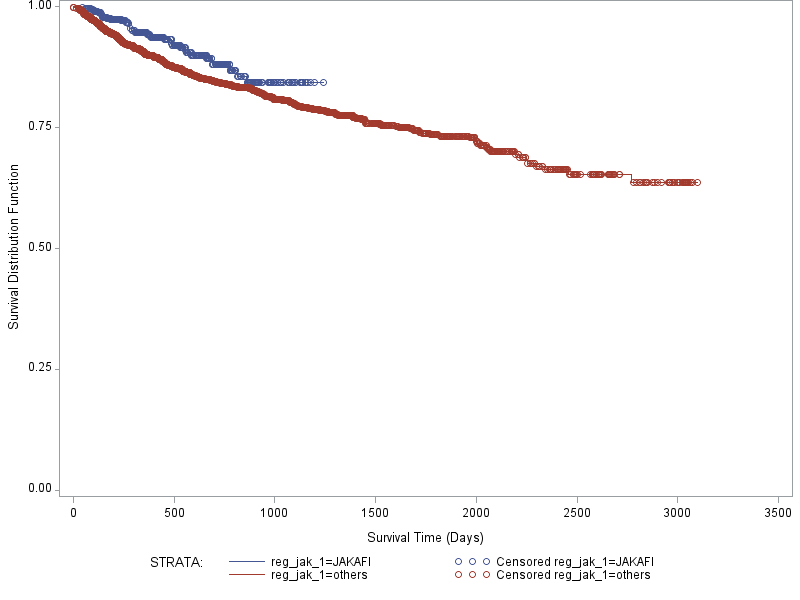 1.00
0.75
0.50
0.25
0.00
Survival Distribution Function
0 500 1000 1500 2000 2500 3000 3500
Survival Time (Days)
STRATA: reg_jak_1=JAKAFI Censored reg_jak_1=JAKAFI
reg_jak_1=others Censored reg_jak_1=others